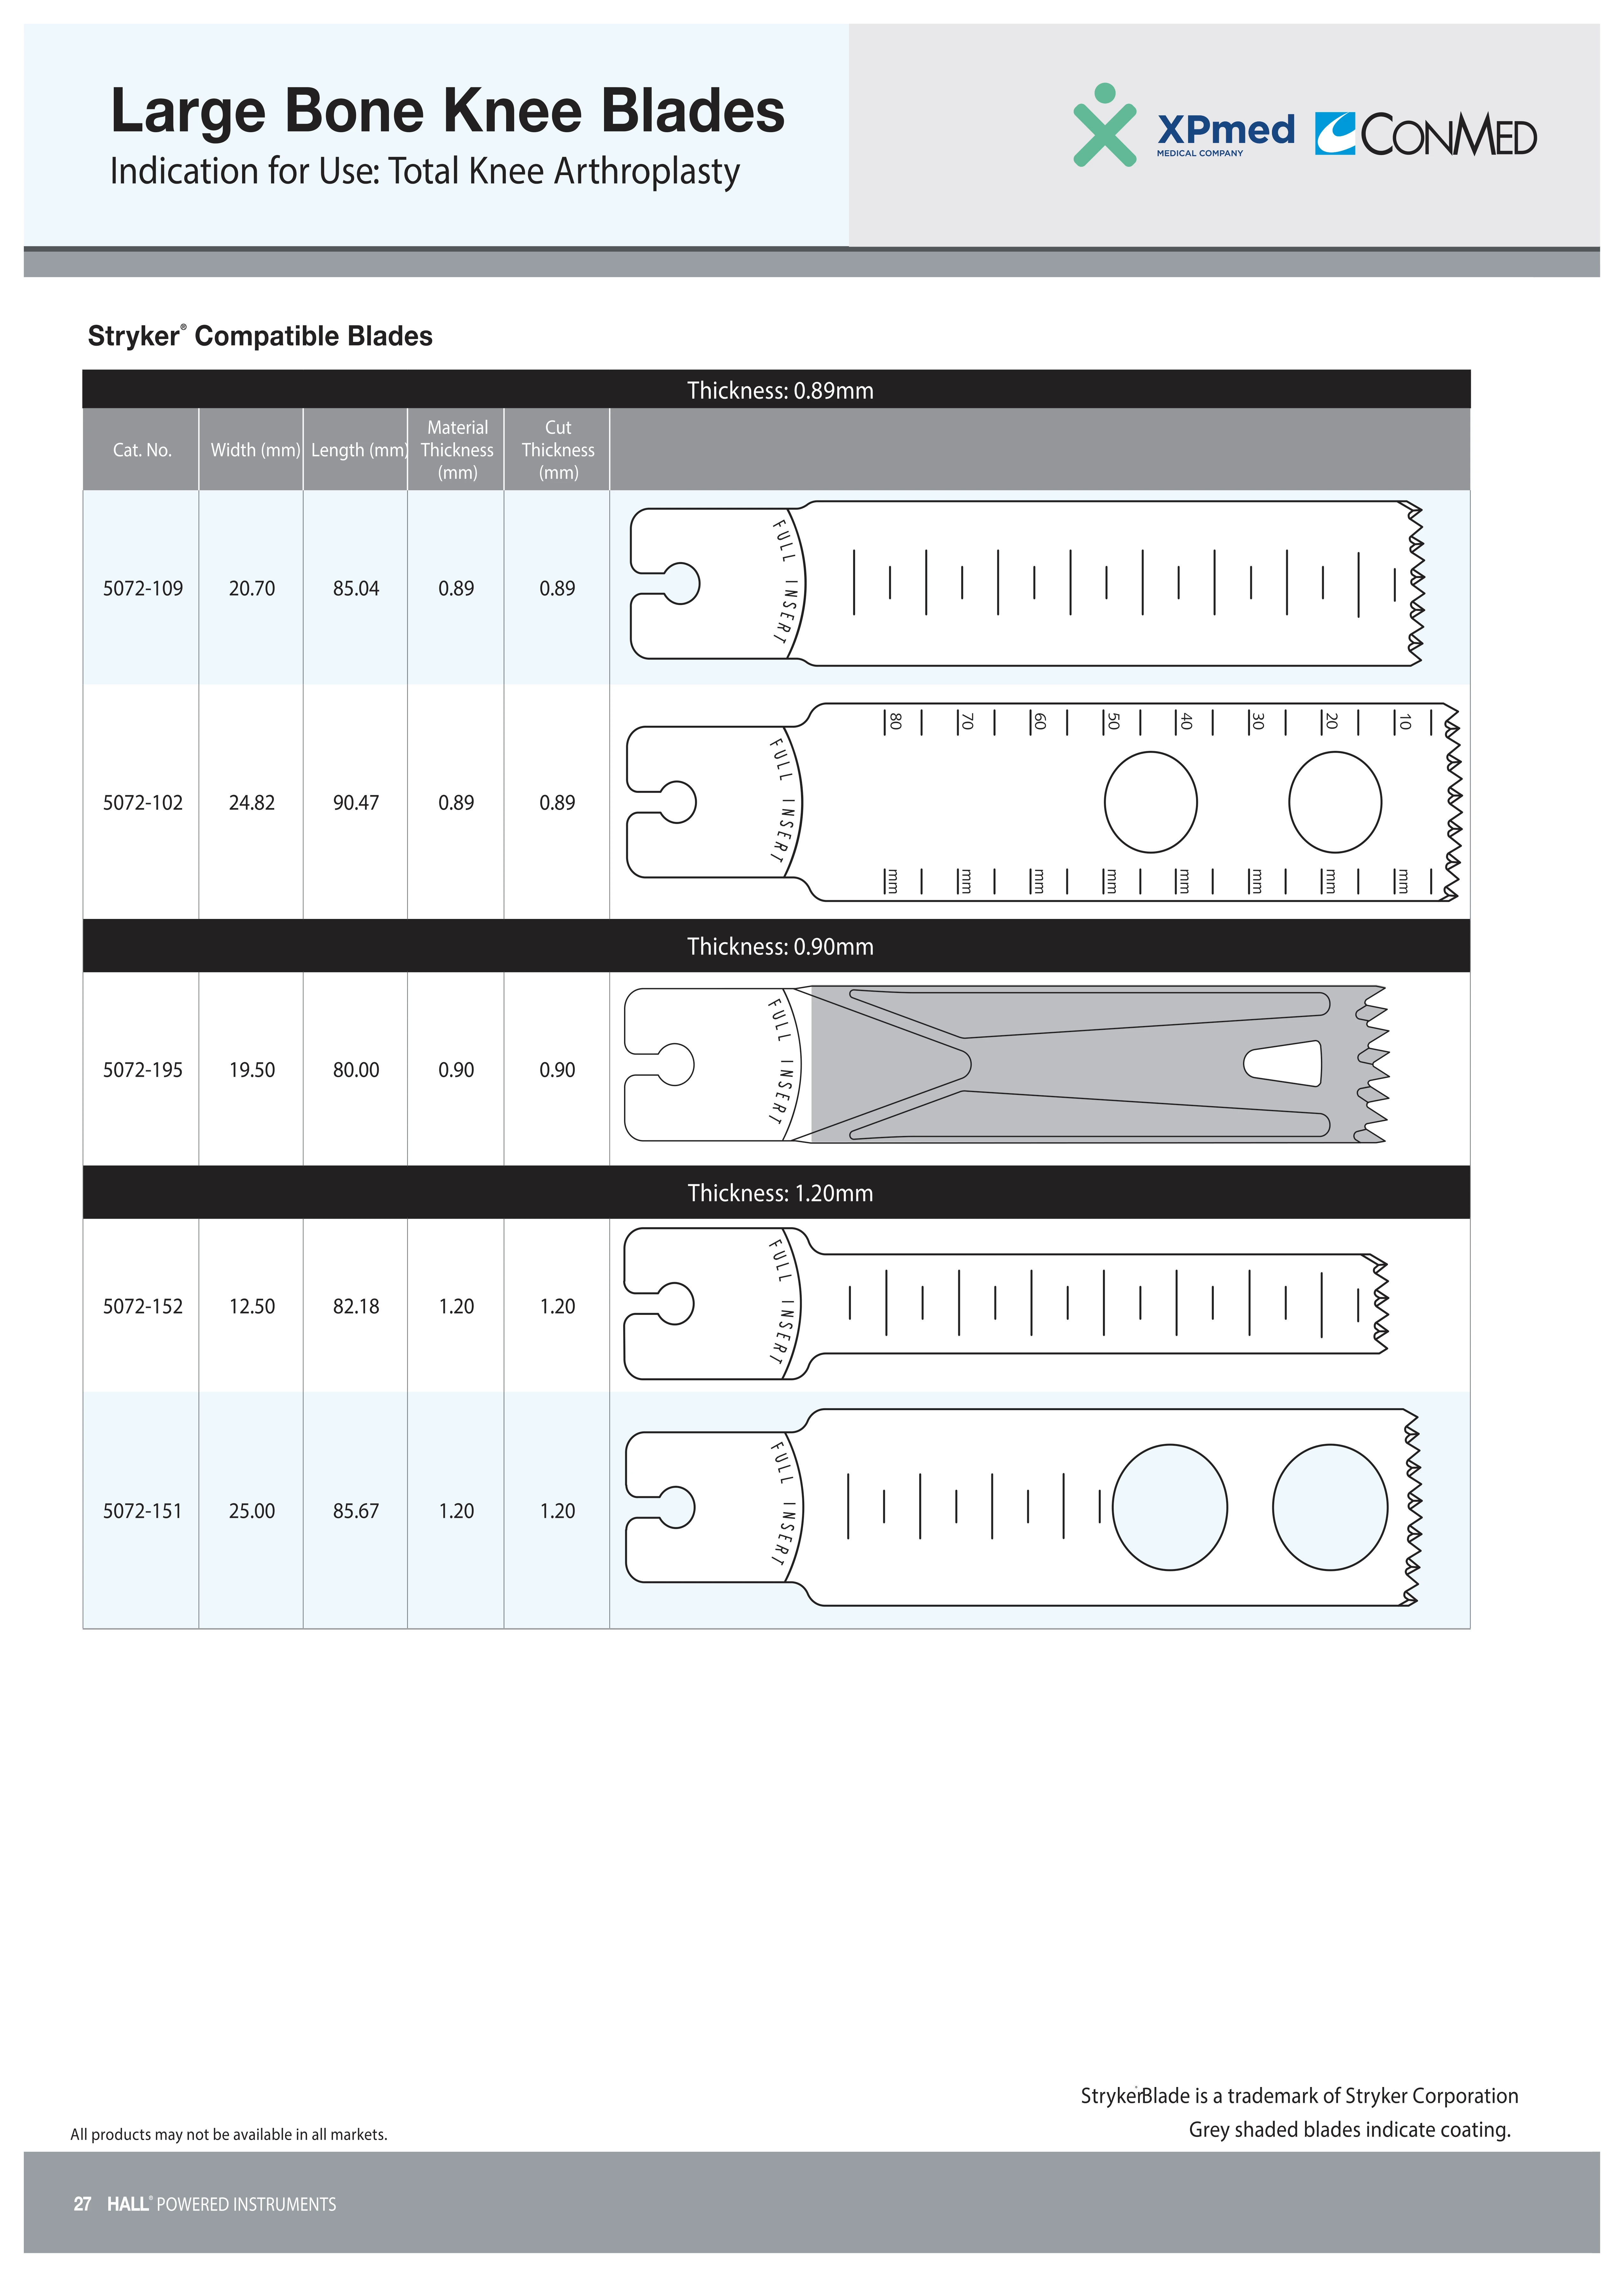 Large Bone Knee Blades
Indication for Use: Total Knee Arthroplasty
XPmed
MEDICAL COMPANY
CONMED
Stryker® Compatible Blades
Thickness: 0.89mm
Cat. No. Width (mm) Length (mm) Material Thickness (mm) Cut Thickness (mm)
5072-109 20.70 85.04 0.89 0.89
FULL INSERT
5072-102 24.82 90.47 0.89 0.89
FULL INSERT
80 70 60 50 40 30 20 10
mm mm mm mm mm mm mm mm
Thickness: 0.90mm
5072-195 19.50 80.00 0.90 0.90
FULL INSERT
Thickness: 1.20mm
5072-152 12.50 82.18 1.20 1.20
FULL INSERT
5072-151 25.00 85.67 1.20 1.20
FULL INSERT
Stryker®Blade is a trademark of Stryker Corporation
Grey shaded blades indicate coating.
All products may not be available in all markets.
27 HALL® POWERED INSTRUMENTS